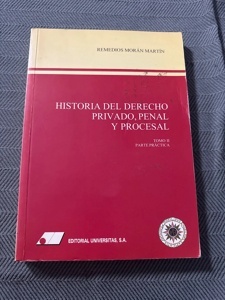 REMEDIOS MORÁN MARTÍN
HISTORIA DEL DERECHO
PRIVADO, PENAL
Y PROCESAL
TOMO II
PARTE PRÁCTICA
EDITORIAL UNIVERSITAS, S.A.